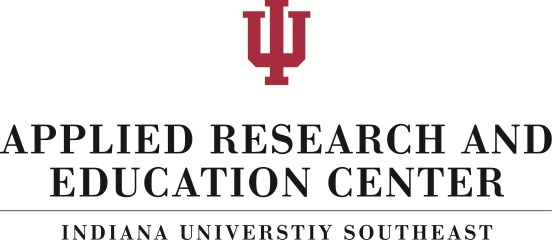 APPLIED RESEARCH AND
EDUCATION CENTER
INDIANA UNIVERSTIY SOUTHEAST